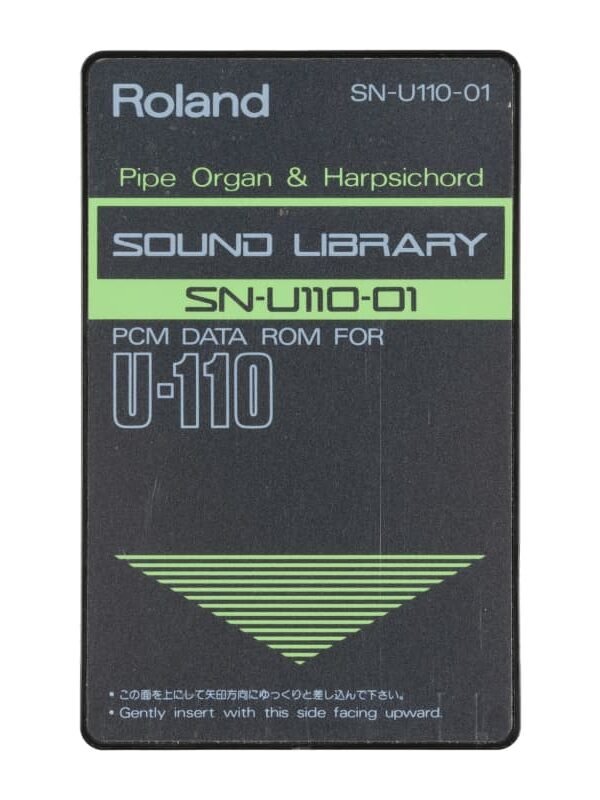 Roland SN-U110-01
Pipe Organ & Harpsichord
SOUND LIBRARY
SN-U110-01
PCM DATA ROM FOR
U-110
• この面を上にして矢印方向にゆっくりと差し込んで下さい。
• Gently insert with this side facing upward.